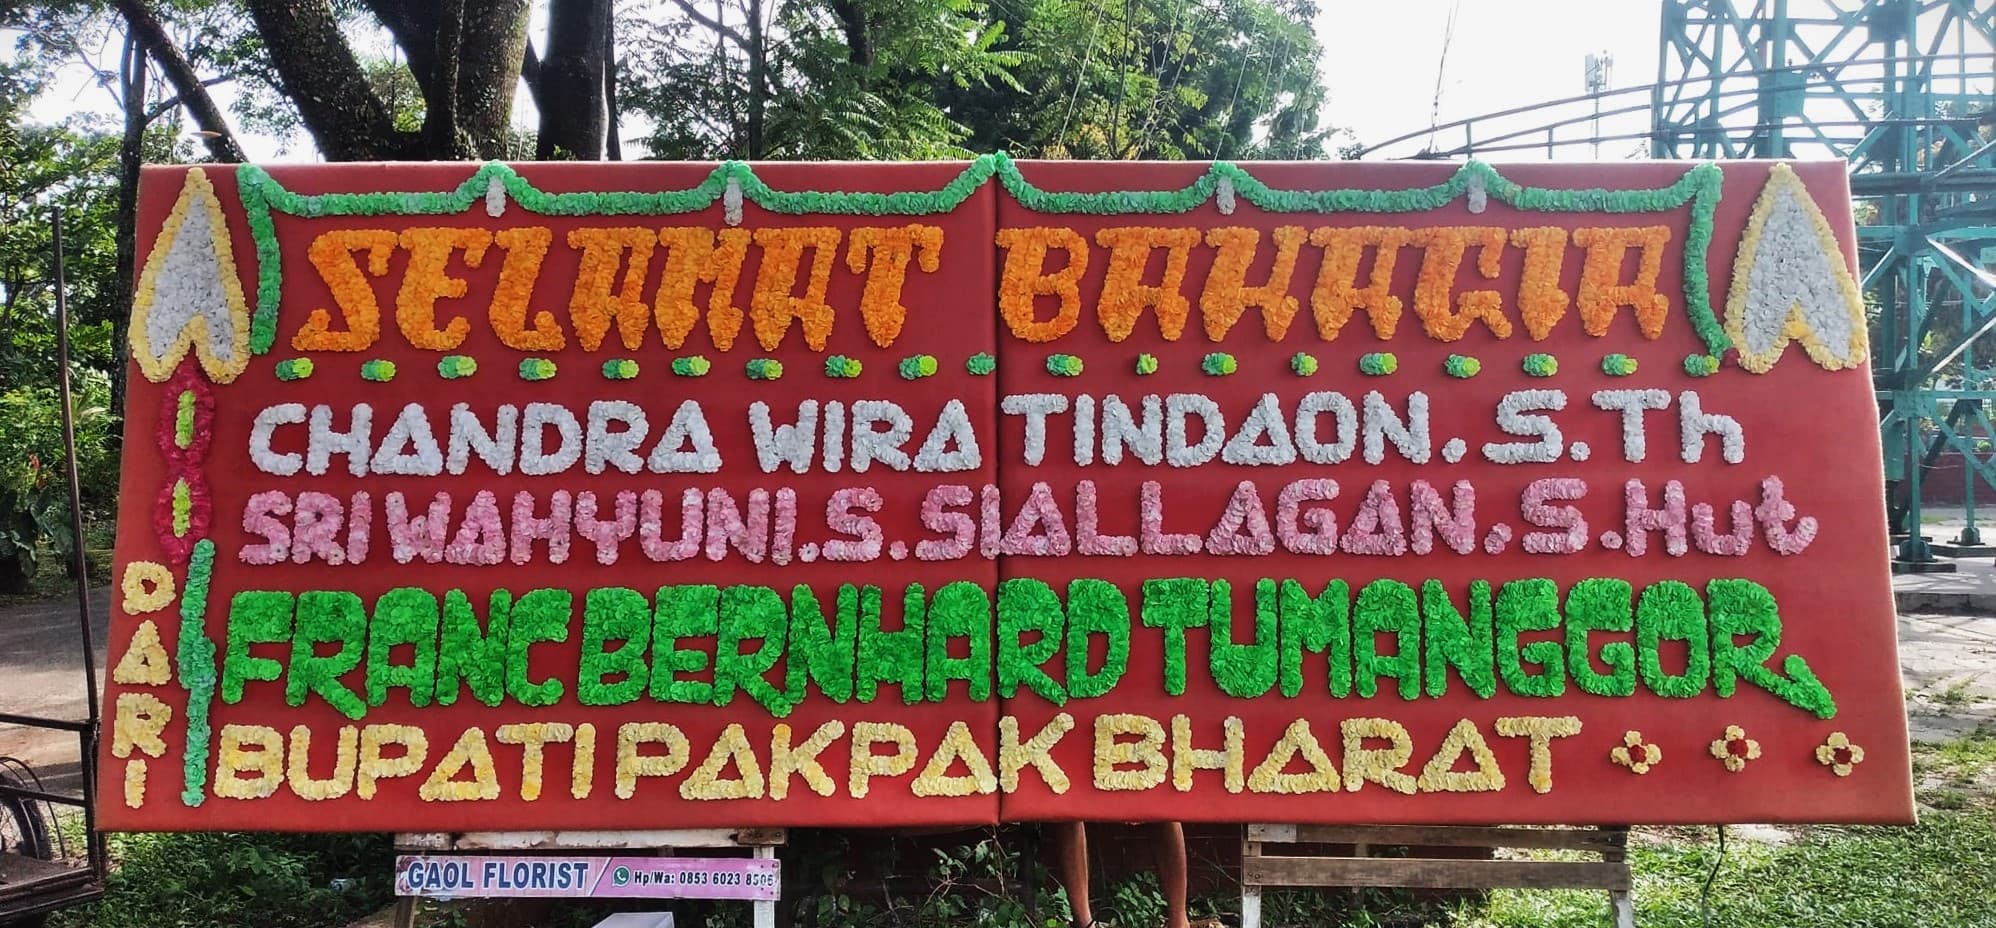 SELAMAT BAHAGIA
CHANDRA WIRA TINDAON. S.Th
SRI WAHYUNI.S.SIALLAGAN.S.Hut
DARI
FRANC BERNHARD TUMANGGOR
BUPATI PAKPAK BHARAT
GAOL FLORIST / Hp/Wa: 0853 6023 8506